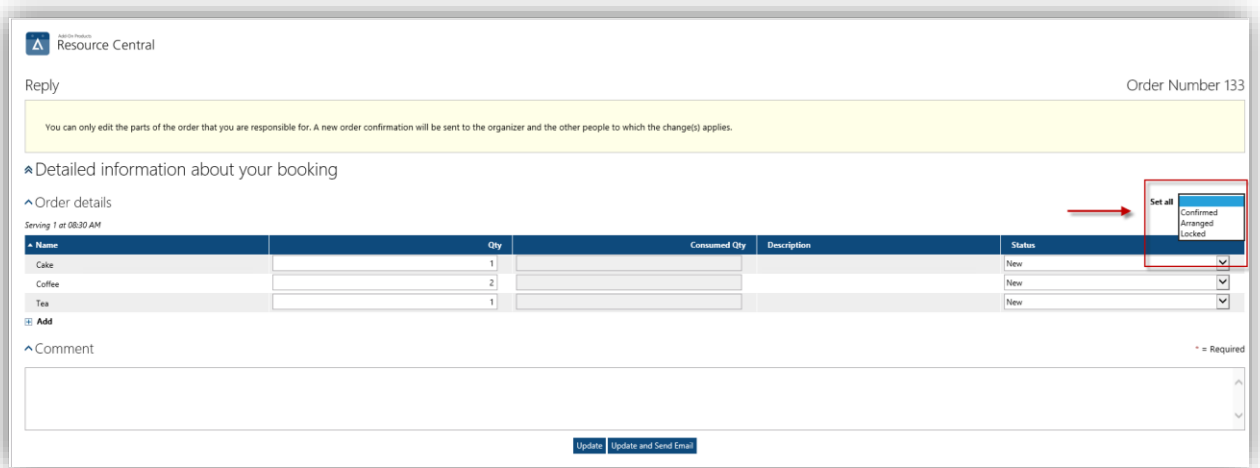 Add-On Products
Resource Central
Reply
Order Number 133
You can only edit the parts of the order that you are responsible for. A new order confirmation will be sent to the organizer and the other people to which the change(s) applies.
Detailed information about your booking
Order details
Set all
Confirmed
Arranged
Locked
Serving 1 at 08:30 AM
Name Qty Consumed Qty Description Status
Cake 1 New
Coffee 2 New
Tea 1 New
Add
Comment
* = Required
Update Update and Send Email